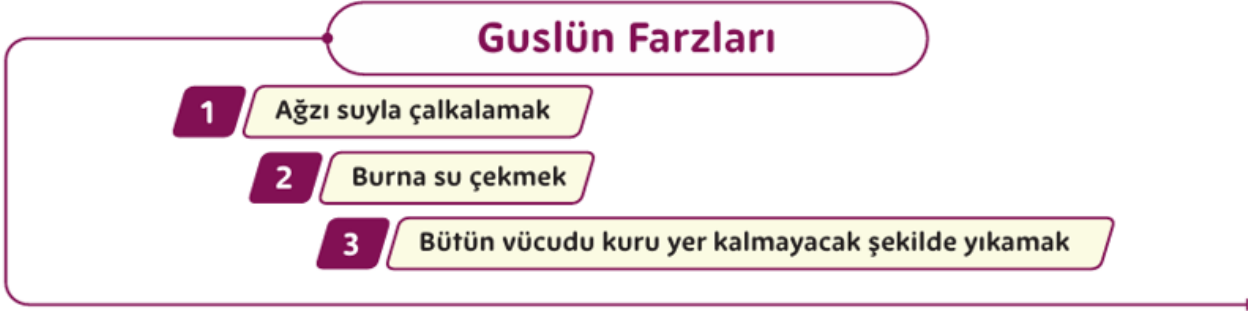 Guslün Farzları
1 Ağzı suyla çalkalamak
2 Burna su çekmek
3 Bütün vücudu kuru yer kalmayacak şekilde yıkamak